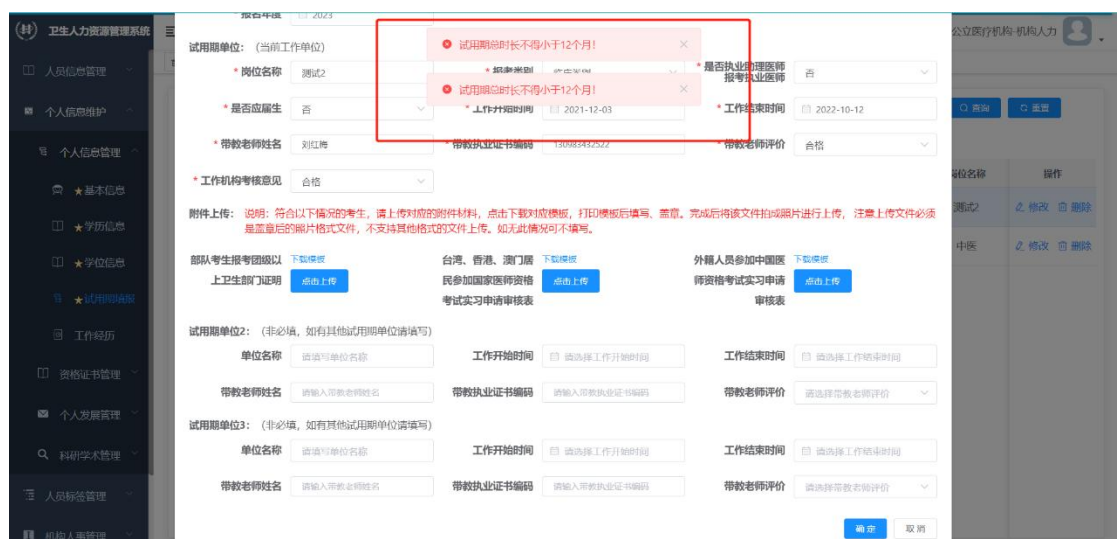 卫生人力资源管理系统
公立医疗机构-机构人力
报名年度 2023
试用期总时长不得小于12个月!
试用期单位: (当前工作单位)
人员信息管理
* 岗位名称 测试2 * 报考类别 临床类别 * 是否执业助理医师报考执业医师 否
试用期总时长不得小于12个月!
个人信息维护
* 是否应届生 否 * 工作开始时间 2021-12-03 * 工作结束时间 2022-10-12
查询 重置
* 带教老师姓名 刘红梅 * 带教执业证书编码 130983432522 * 带教老师评价 合格
个人信息管理
岗位名称 操作
* 工作机构考核意见 合格
★基本信息
测试2 修改 删除
附件上传: 说明:符合以下情况的考生,请上传对应的附件材料,点击下载对应模板,打印模板后填写、盖章。完成后将该文件拍成照片进行上传, 注意上传文件必须
是盖章后的照片格式文件,不支持其他格式的文件上传。如无此情况可不填写。
★学历信息
中医 修改 删除
部队考生报考团级以上卫生部门证明 下载模板 点击上传
台湾、香港、澳门居民参加国家医师资格考试实习申请审核表 下载模板 点击上传
外籍人员参加中国医师资格考试实习申请审核表 下载模板 点击上传
★学位信息
★试用期填报
工作经历
试用期单位2: (非必填,如有其他试用期单位请填写)
单位名称 请填写单位名称 工作开始时间 请选择工作开始时间 工作结束时间 请选择工作结束时间
资格证书管理
带教老师姓名 请输入带教老师姓名 带教执业证书编码 请输入带教执业证书编码 带教老师评价 请选择带教老师评价
个人发展管理
试用期单位3: (非必填,如有其他试用期单位请填写)
单位名称 请填写单位名称 工作开始时间 请选择工作开始时间 工作结束时间 请选择工作结束时间
科研学术管理
带教老师姓名 请输入带教老师姓名 带教执业证书编码 请输入带教执业证书编码 带教老师评价 请选择带教老师评价
人员标签管理
确定 取消
机构人事管理